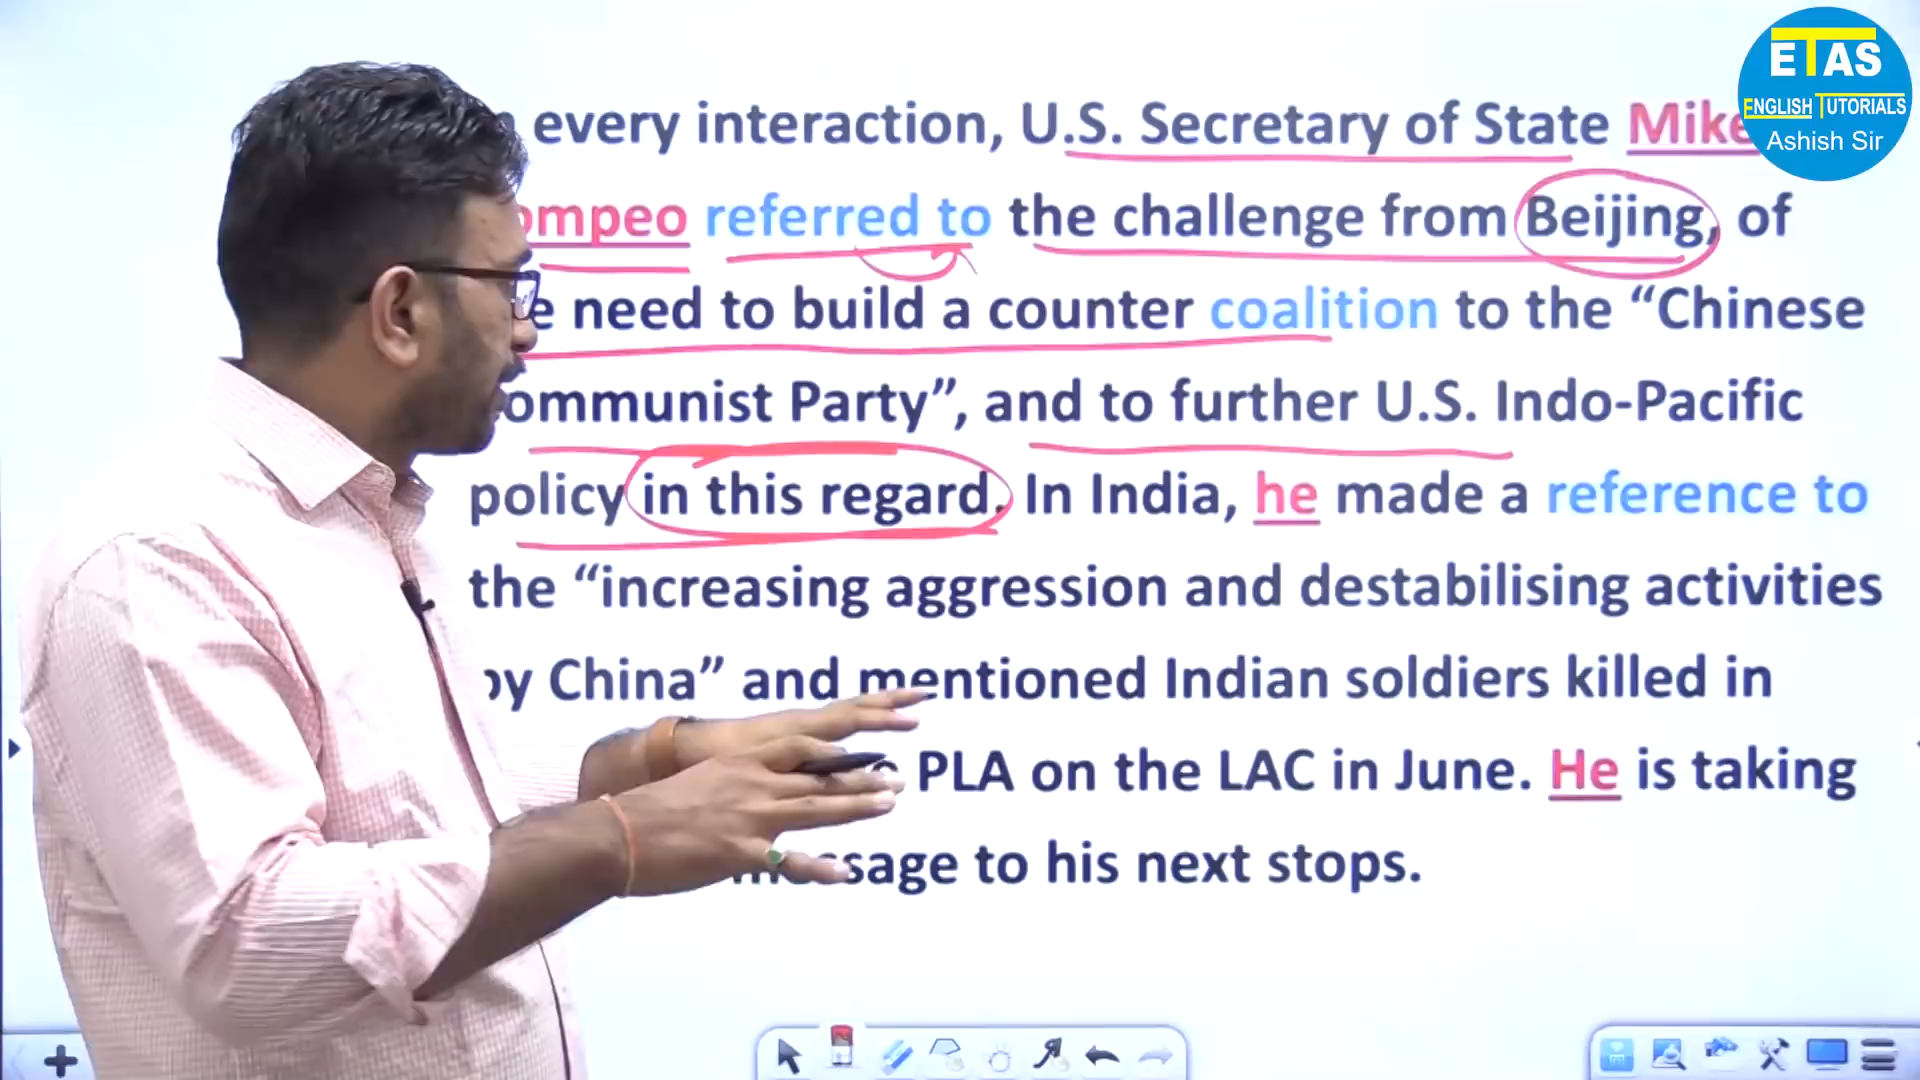 ETAS
ENGLISH TUTORIALS
Ashish Sir
every interaction, U.S. Secretary of State Mike
ompeo referred to the challenge from Beijing, of
e need to build a counter coalition to the “Chinese
ommunist Party”, and to further U.S. Indo-Pacific
policy in this regard. In India, he made a reference to
the “increasing aggression and destabilising activities
by China” and mentioned Indian soldiers killed in
PLA on the LAC in June. He is taking
ssage to his next stops.